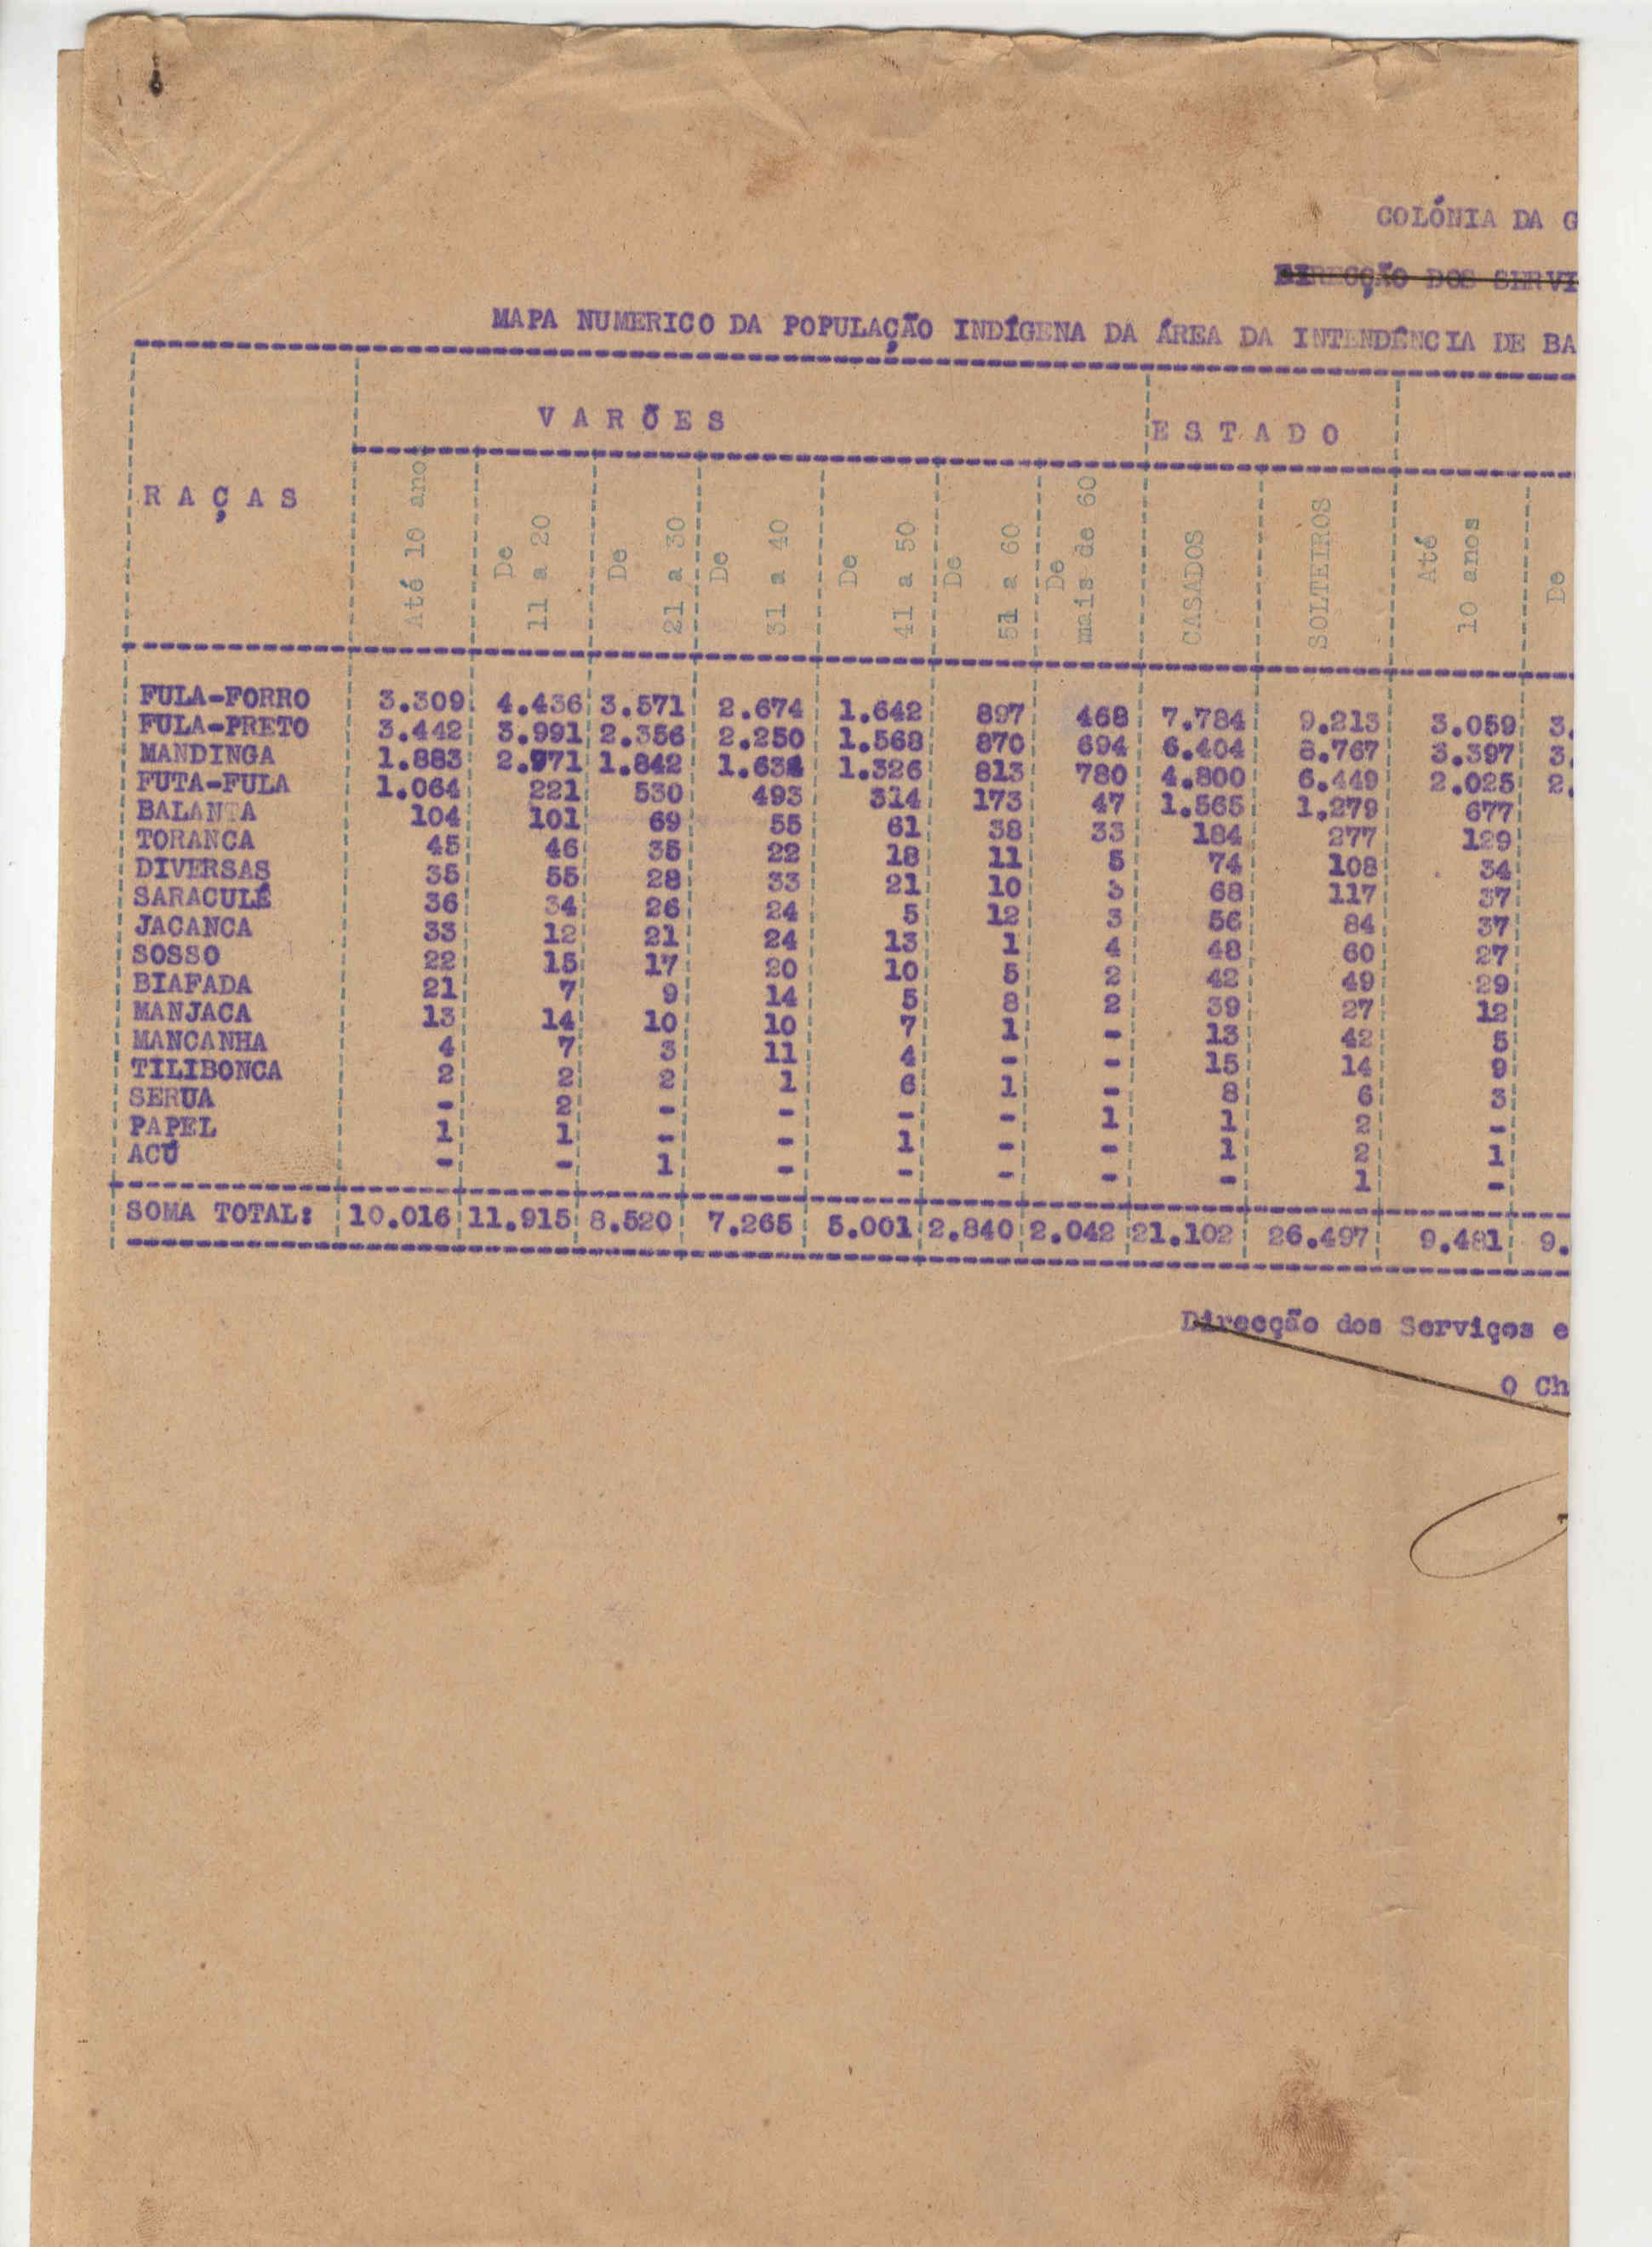 COLÓNIA DA G
DIRECÇÃO DOS SERVI
MAPA NUMERICO DA POPULAÇÃO INDÍGENA DA ÁREA DA INTENDÊNCIA DE BA
VARÕES ESTADO
RAÇAS Até 10 anos De 11 a 20 De 21 a 30 De 31 a 40 De 41 a 50 De 51 a 60 De mais de 60 CASADOS SOLTEIROS Até 10 anos De
FULA-FORRO 3.309 4.436 3.571 2.674 1.642 897 468 7.784 9.213 3.059 3.
FULA-PRETO 3.442 3.991 2.356 2.250 1.568 870 694 6.404 8.767 3.397 3.
MANDINGA 1.883 2.971 1.842 1.634 1.326 813 780 4.800 6.449 2.025 2.
FUTA-FULA 1.064 221 530 493 314 173 47 1.565 1.279 677
BALANTA 104 101 69 55 61 38 33 184 277 129
TORANCA 45 46 35 22 18 11 5 74 108 34
DIVERSAS 35 55 28 33 21 10 3 68 117 37
SARACULÉ 36 34 26 24 5 12 3 56 84 37
JACANCA 33 12 21 24 13 1 4 48 60 27
SOSSO 22 15 17 20 10 5 2 42 49 29
BIAFADA 21 7 9 14 5 8 2 39 27 12
MANJACA 13 14 10 10 7 1 - 13 42 5
MANCANHA 4 7 3 11 4 - - 15 14 9
TILIBONCA 2 2 2 1 6 1 - 8 6 3
SERUA - 2 - - - - 1 1 2 -
PAPEL 1 1 - - 1 - - 1 2 1
ACÚ - - 1 - - - - - 1 -
SOMA TOTAL: 10.016 11.915 8.520 7.265 5.001 2.840 2.042 21.102 26.497 9.481 9.
Direcção dos Serviços e
O Ch